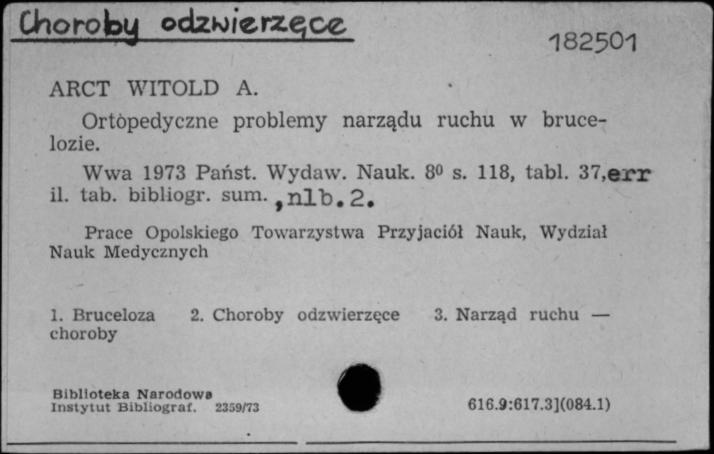 Choroby odzwierzęce
182501
ARCT WITOLD A.
Ortopedyczne problemy narządu ruchu w bruce-
lozie.
Wwa 1973 Państ. Wydaw. Nauk. 8⁰ s. 118, tabl. 37,err
il. tab. bibliogr. sum. ,nlb.2.
Prace Opolskiego Towarzystwa Przyjaciół Nauk, Wydział
Nauk Medycznych
1. Bruceloza 2. Choroby odzwierzęce 3. Narząd ruchu —
choroby
Biblioteka Narodowa
Instytut Bibliograf. 2359/73
616.9:617.3](084.1)